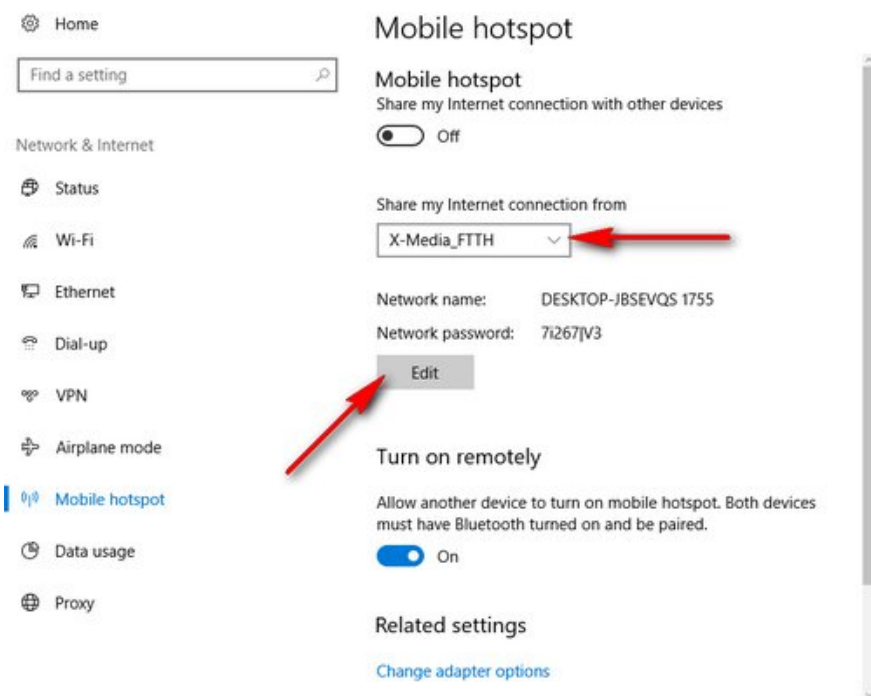 Home
Find a setting
Network & Internet
Status
Wi-Fi
Ethernet
Dial-up
VPN
Airplane mode
Mobile hotspot
Data usage
Proxy
Mobile hotspot
Mobile hotspot
Share my Internet connection with other devices
Off
Share my Internet connection from
X-Media_FTTH
Network name: DESKTOP-JBSEVQS 1755
Network password: 7i267|V3
Edit
Turn on remotely
Allow another device to turn on mobile hotspot. Both devices
must have Bluetooth turned on and be paired.
On
Related settings
Change adapter options